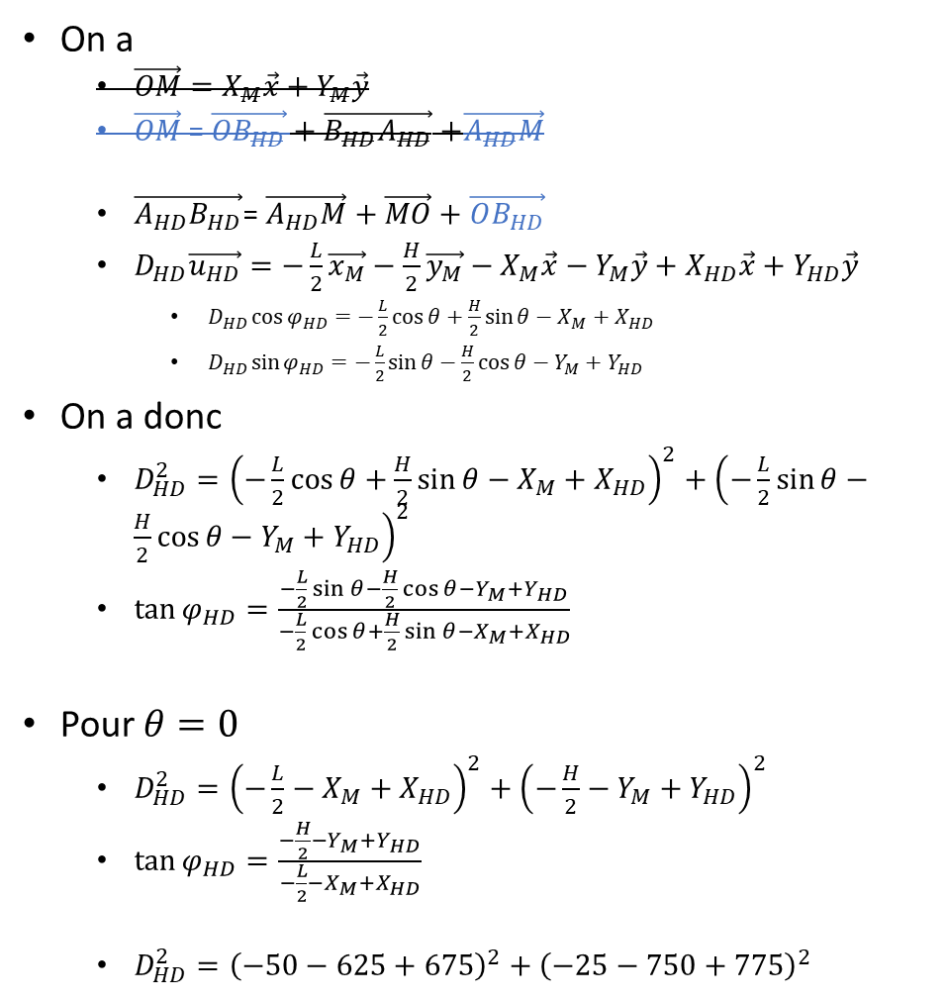 • On a
• $\overrightarrow{OM} = X_M\vec{x} + Y_M\vec{y}$
• $\overrightarrow{OM} = \overrightarrow{OB_{HD}} + \overrightarrow{B_{HD}A_{HD}} + \overrightarrow{A_{HD}M}$
• $\overrightarrow{A_{HD}B_{HD}} = \overrightarrow{A_{HD}M} + \overrightarrow{MO} + \overrightarrow{OB_{HD}}$
• $D_{HD}\overrightarrow{u_{HD}} = -\frac{L}{2}\overrightarrow{x_M} - \frac{H}{2}\overrightarrow{y_M} - X_M\vec{x} - Y_M\vec{y} + X_{HD}\vec{x} + Y_{HD}\vec{y}$
• $D_{HD}\cos\varphi_{HD} = -\frac{L}{2}\cos\theta + \frac{H}{2}\sin\theta - X_M + X_{HD}$
• $D_{HD}\sin\varphi_{HD} = -\frac{L}{2}\sin\theta - \frac{H}{2}\cos\theta - Y_M + Y_{HD}$
• On a donc
• $D_{HD}^2 = \left(-\frac{L}{2}\cos\theta + \frac{H}{2}\sin\theta - X_M + X_{HD}\right)^2 + \left(-\frac{L}{2}\sin\theta -\right.$
$\left.\frac{H}{2}\cos\theta - Y_M + Y_{HD}\right)^2$
• $\tan\varphi_{HD} = \frac{-\frac{L}{2}\sin\theta - \frac{H}{2}\cos\theta - Y_M + Y_{HD}}{-\frac{L}{2}\cos\theta + \frac{H}{2}\sin\theta - X_M + X_{HD}}$
• Pour $\theta = 0$
• $D_{HD}^2 = \left(-\frac{L}{2} - X_M + X_{HD}\right)^2 + \left(-\frac{H}{2} - Y_M + Y_{HD}\right)^2$
• $\tan\varphi_{HD} = \frac{-\frac{H}{2} - Y_M + Y_{HD}}{-\frac{L}{2} - X_M + X_{HD}}$
• $D_{HD}^2 = (-50 - 625 + 675)^2 + (-25 - 750 + 775)^2$